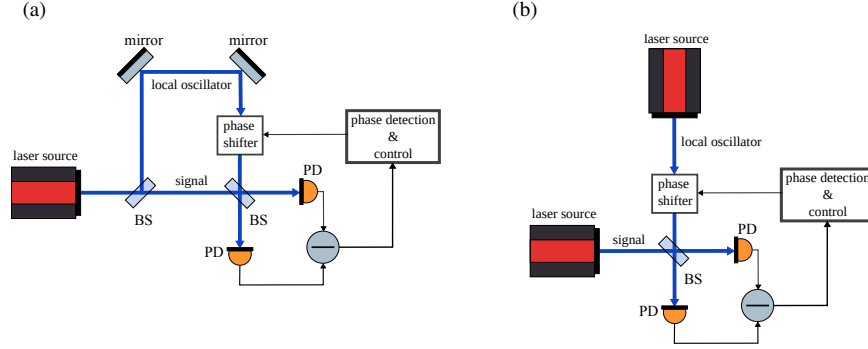 (a)
mirror
mirror
local oscillator
phase
shifter
phase detection
&
control
laser source
signal
PD
BS
BS
PD
(b)
laser source
local oscillator
phase
shifter
phase detection
&
control
laser source
signal
PD
BS
PD